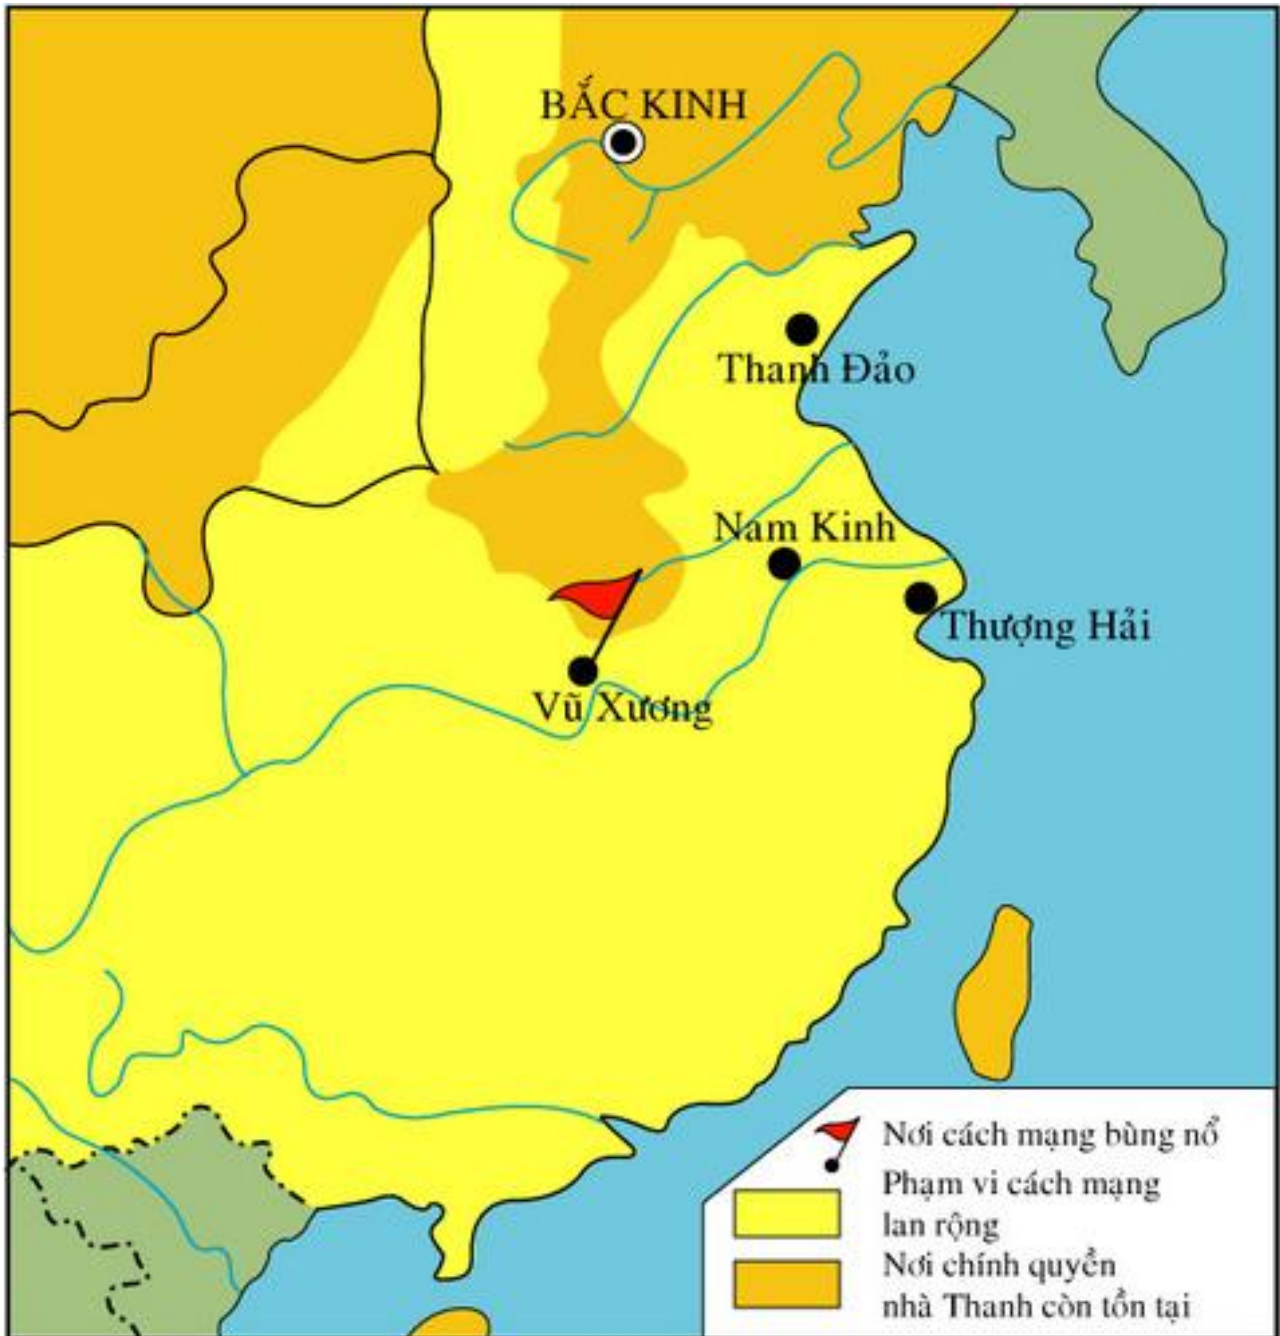 BẮC KINH
Thanh Đảo
Nam Kinh
Thượng Hải
Vũ Xương
Nơi cách mạng bùng nổ
Phạm vi cách mạng
lan rộng
Nơi chính quyền
nhà Thanh còn tồn tại